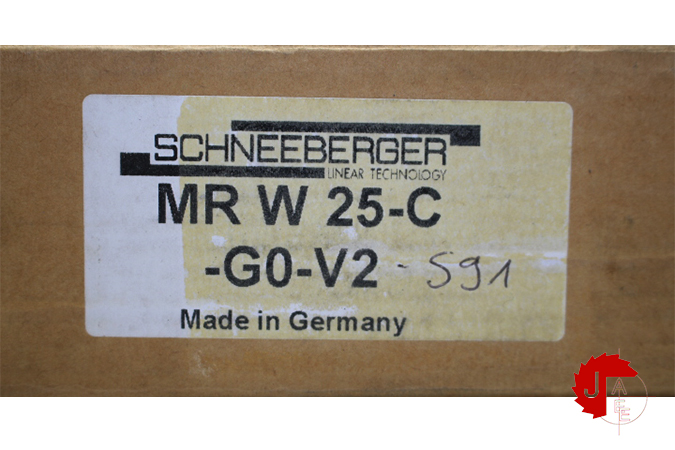 SCHNEEBERGER
LINEAR TECHNOLOGY
MR W 25-C
-G0-V2 - S91
Made in Germany